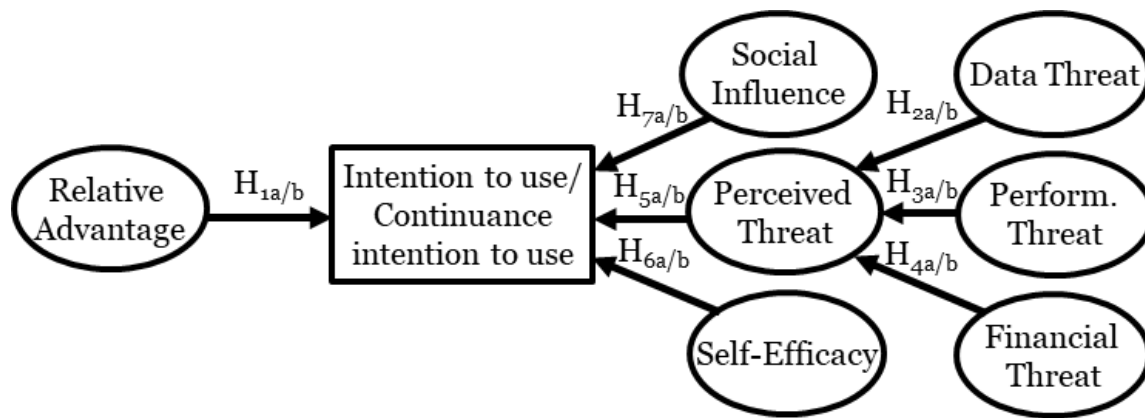 Relative
Advantage
H1a/b
Intention to use/
Continuance
intention to use
H7a/b
H5a/b
H6a/b
Social
Influence
Perceived
Threat
Self-Efficacy
H2a/b
H3a/b
H4a/b
Data Threat
Perform.
Threat
Financial
Threat